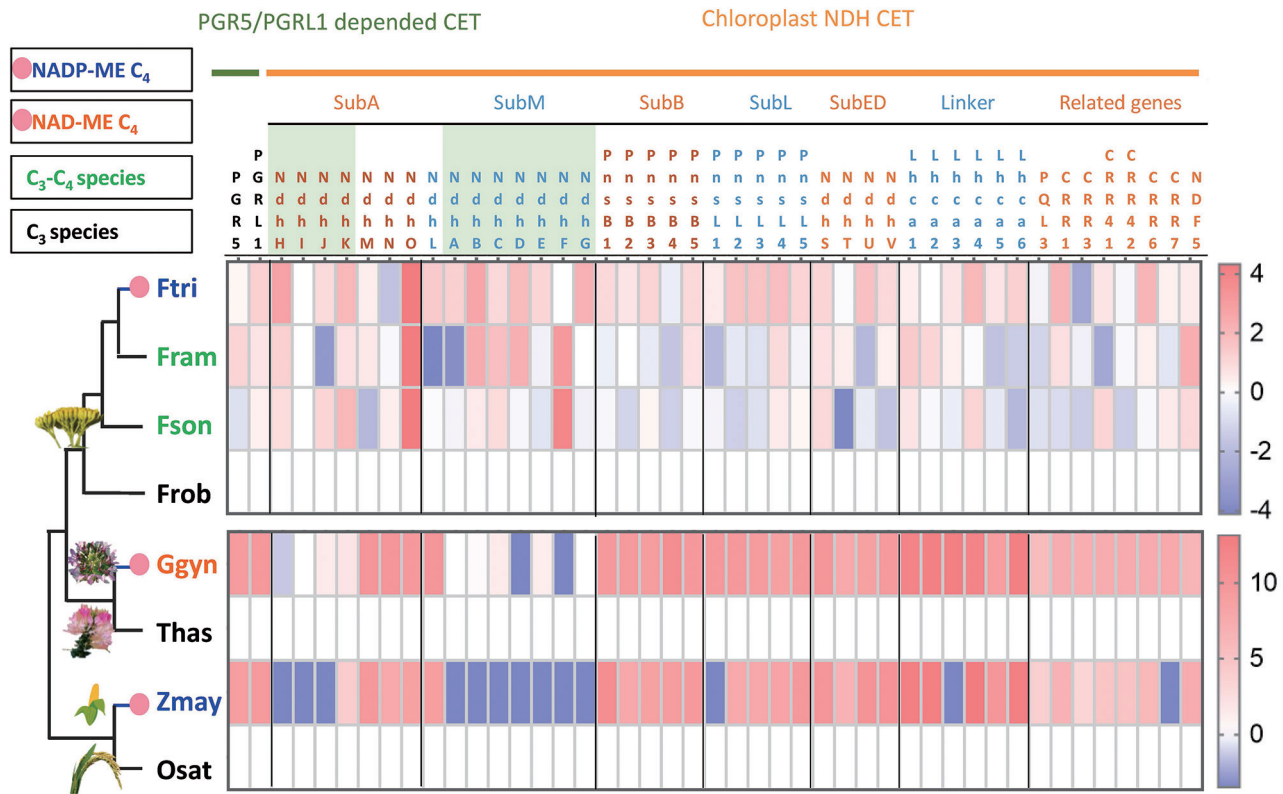 PGR5/PGRL1 depended CET
Chloroplast NDH CET
NADP-ME C4
NAD-ME C4
C3-C4 species
C3 species
SubA SubM SubB SubL SubED Linker Related genes
PGR5 PGRL1 NdhH NdhI NdhJ NdhK NdhM NdhN NdhO NdhL NdhA NdhB NdhC NdhD NdhE NdhF NdhG PnsB1 PnsB2 PnsB3 PnsB4 PnsB5 PnsL1 PnsL2 PnsL3 PnsL4 PnsL5 NdhS NdhT NdhU NdhV Lhca1 Lhca2 Lhca3 Lhca4 Lhca5 Lhca6 PQL3 CRR1 CRR3 CRR41 CRR42 CRR6 CRR7 NDF5
Ftri
Fram
Fson
Frob
4
2
0
-2
-4
Ggyn
Thas
Zmay
Osat
10
5
0